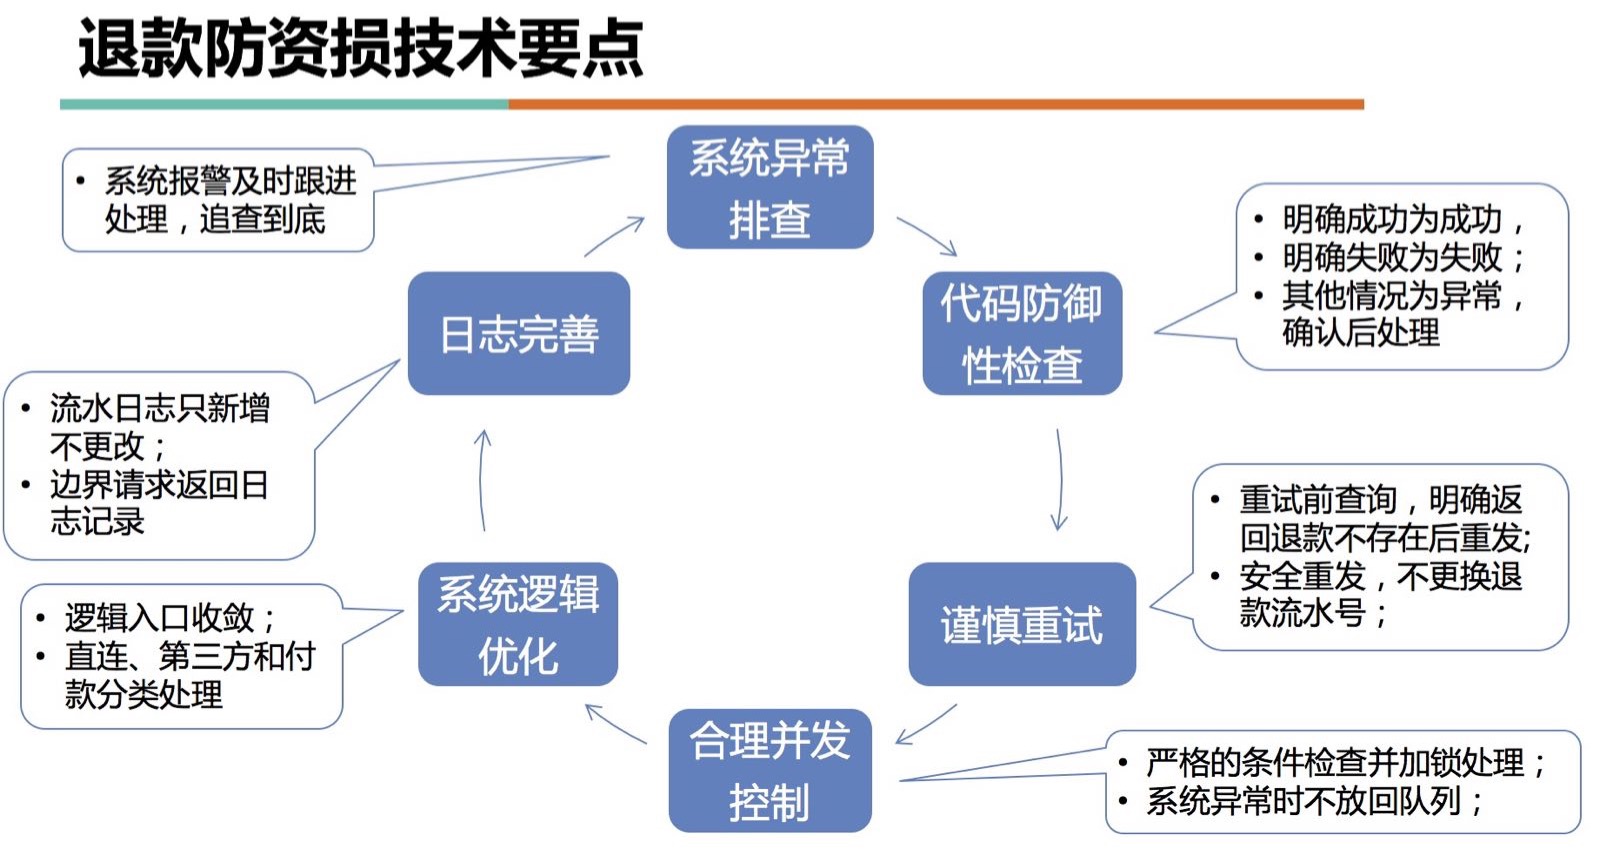 退款防资损技术要点
• 系统报警及时跟进
处理，追查到底
系统异常
排查
• 明确成功为成功，
• 明确失败为失败；
• 其他情况为异常，
确认后处理
代码防御
性检查
• 重试前查询，明确返
回退款不存在后重发;
• 安全重发，不更换退
款流水号；
谨慎重试
• 严格的条件检查并加锁处理；
• 系统异常时不放回队列；
合理并发
控制
系统逻辑
优化
• 逻辑入口收敛；
• 直连、第三方和付
款分类处理
日志完善
• 流水日志只新增
不更改；
• 边界请求返回日
志记录